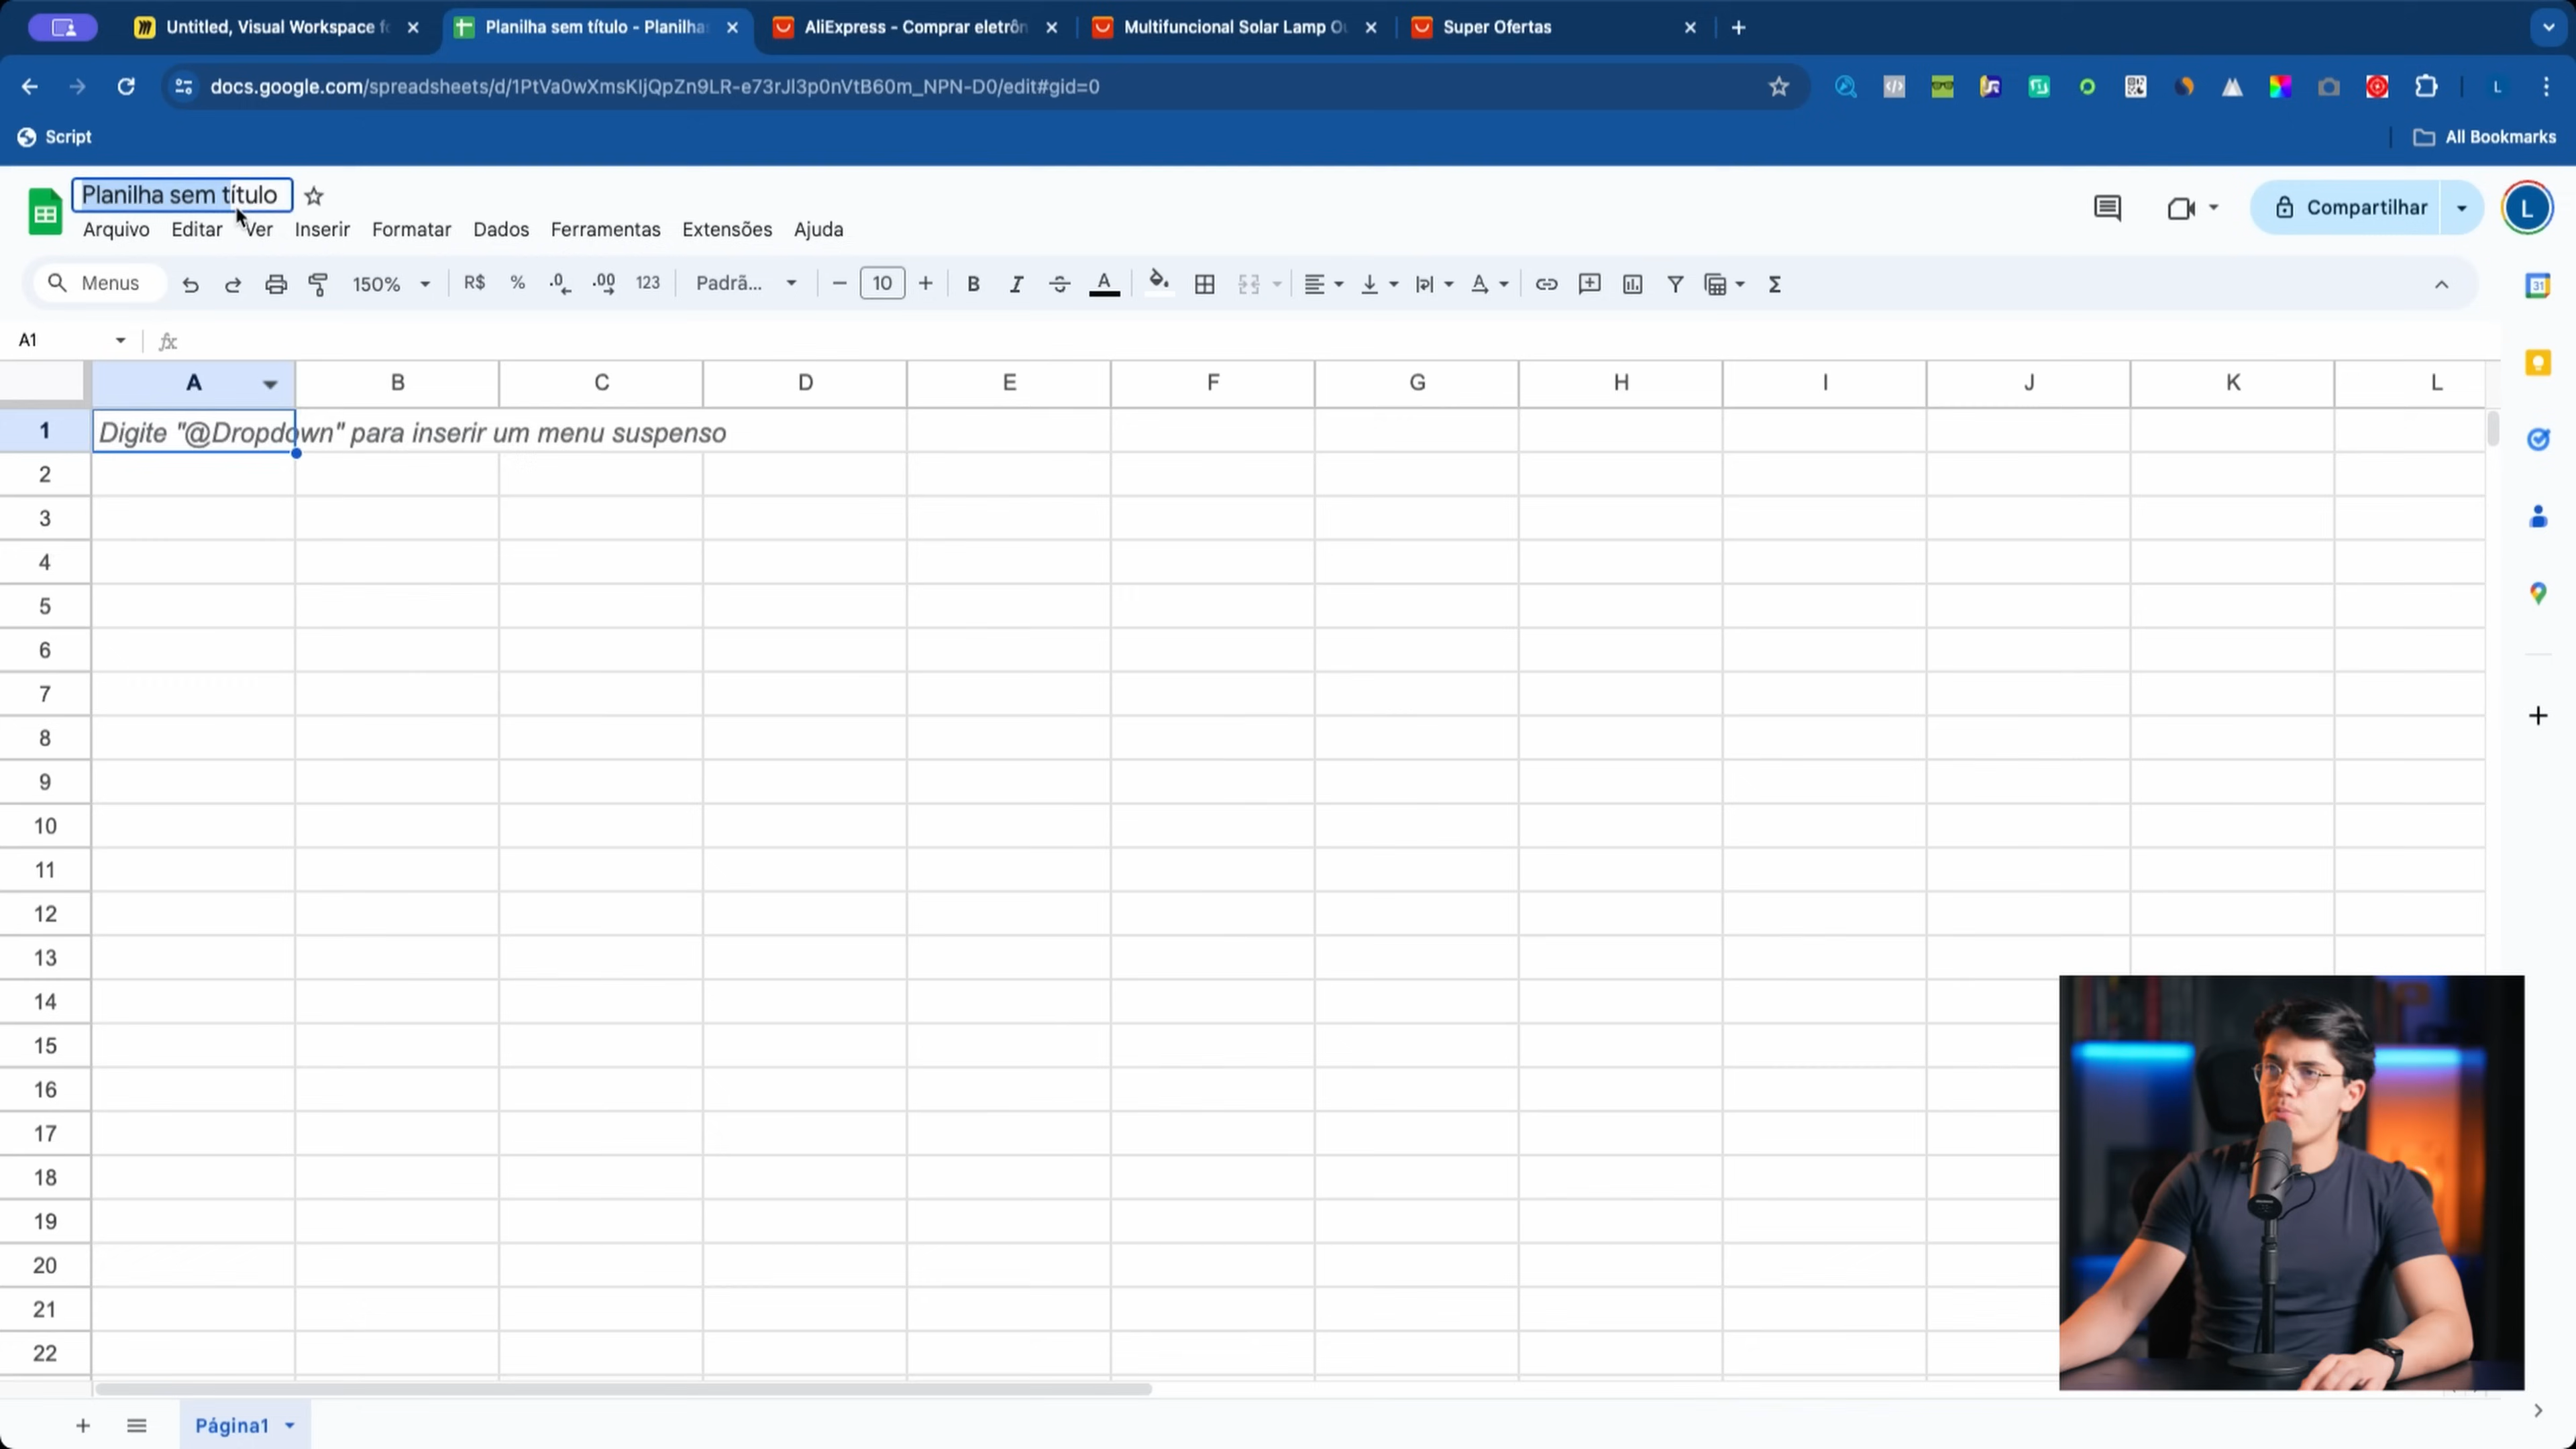 Untitled, Visual Workspace f
Planilha sem título - Planilha
AliExpress - Comprar eletrôn
Multifuncional Solar Lamp O
Super Ofertas
docs.google.com/spreadsheets/d/1PtVa0wXmsKIjQpZn9LR-e73rJl3p0nVtB60m_NPN-D0/edit#gid=0
L
Script
All Bookmarks
Planilha sem título
Arquivo Editar Ver Inserir Formatar Dados Ferramentas Extensões Ajuda
Compartilhar
L
Menus
150%
R$ % .0 .00 123
Padrã...
10
B I A
31
A1
fx
A B C D E F G H I J K L
1 Digite "@Dropdown" para inserir um menu suspenso
2
3
4
5
6
7
8
9
10
11
12
13
14
15
16
17
18
19
20
21
22
Página1